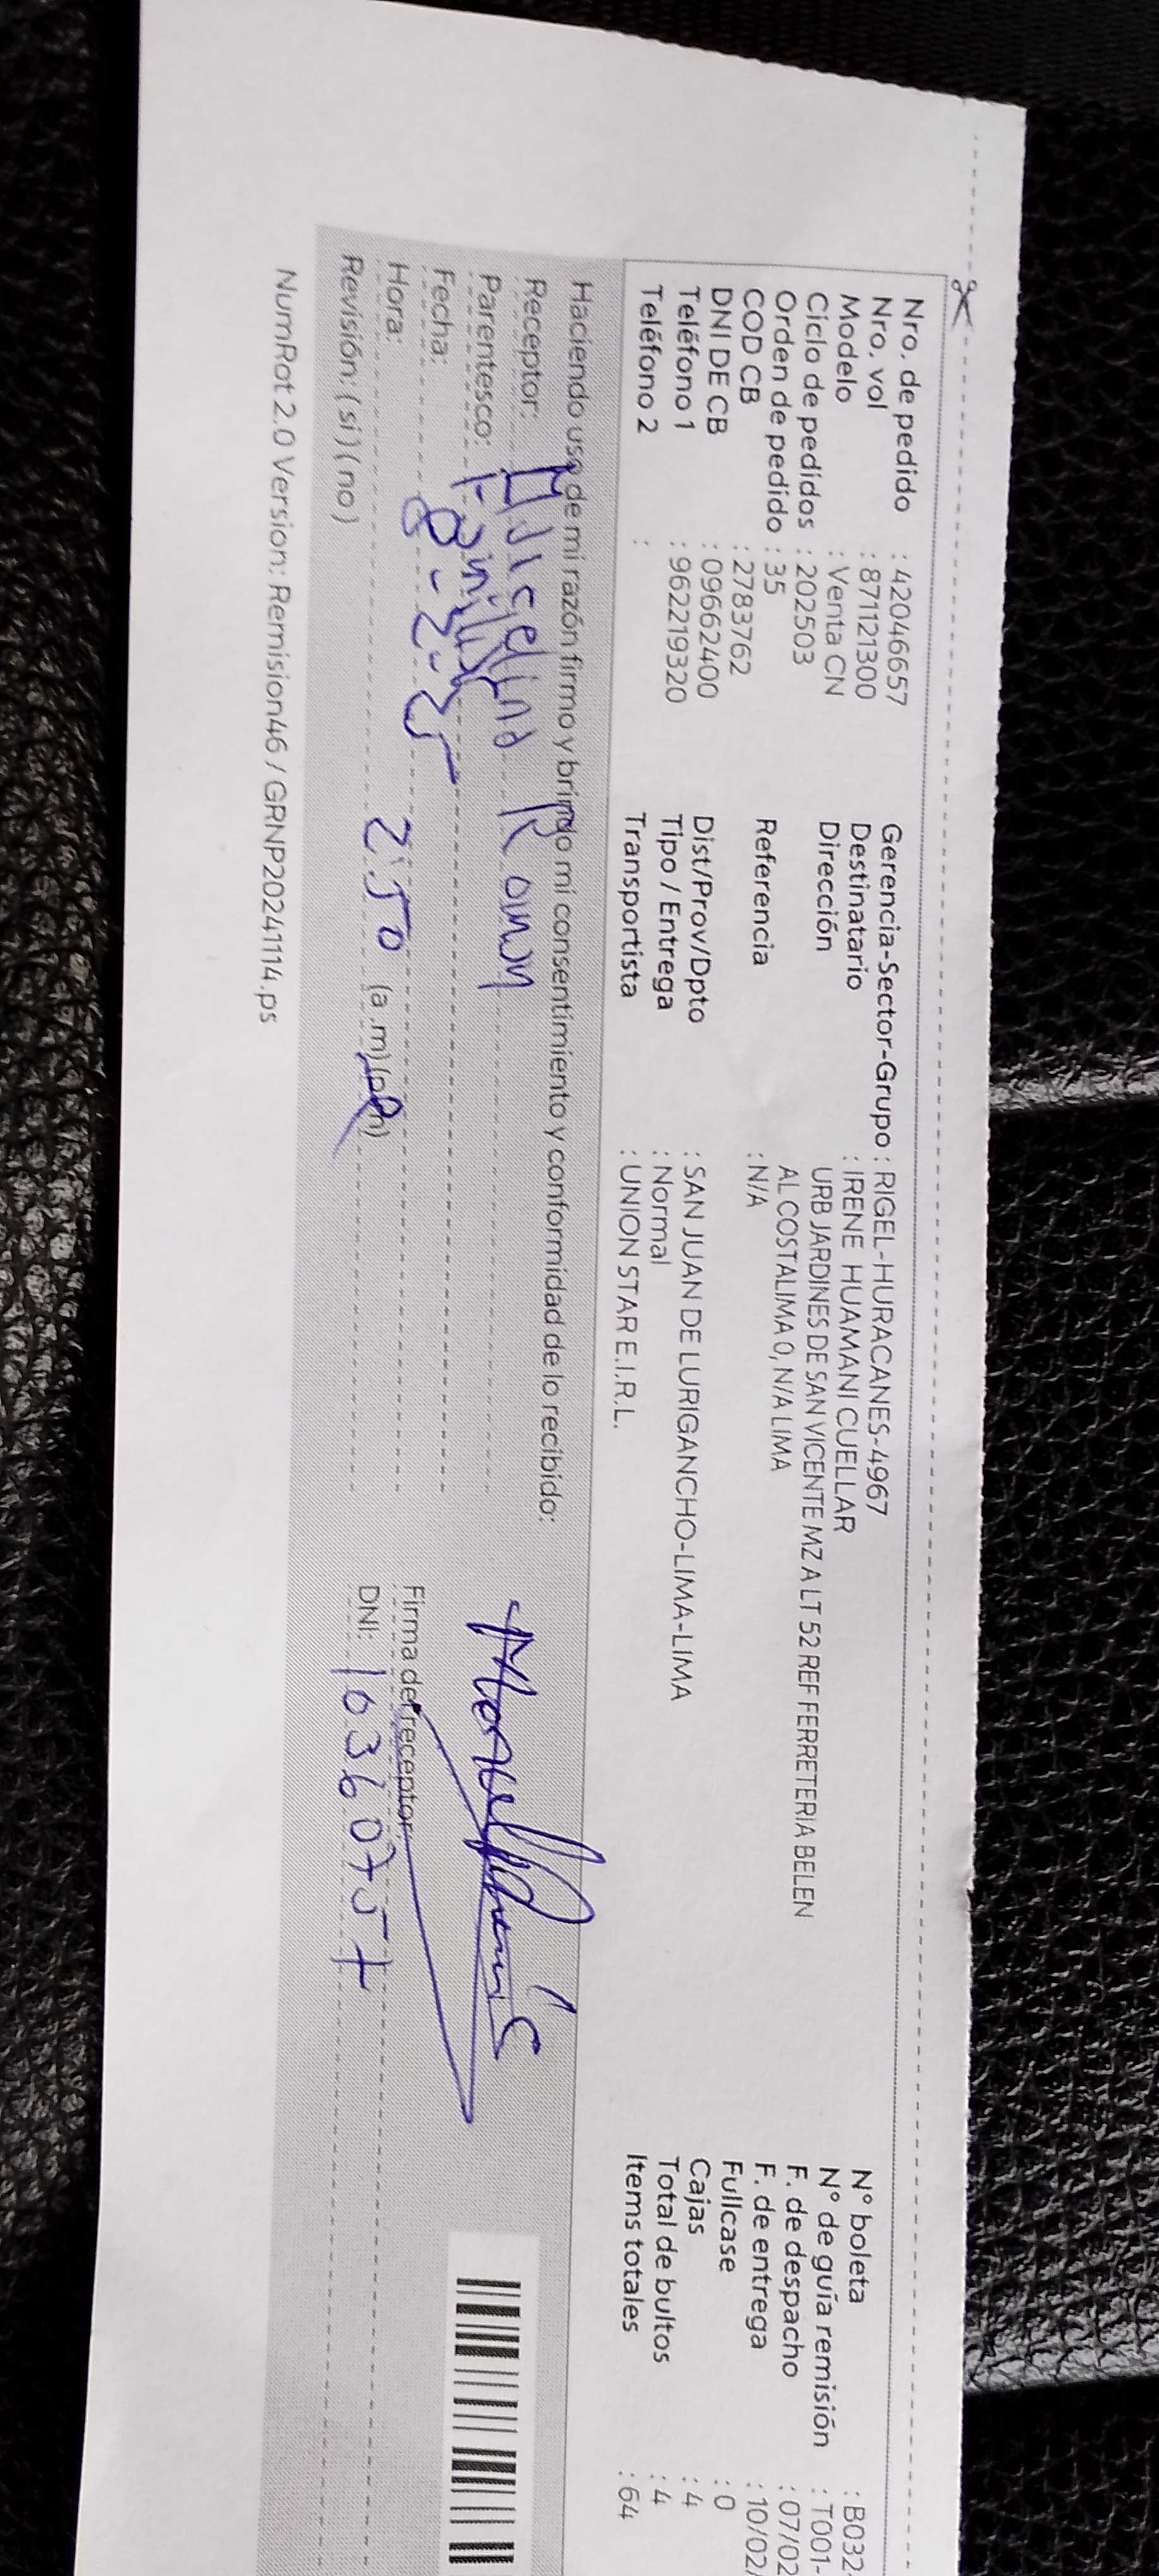 Nro. de pedido : 42046657
Nro. vol : 871121300
Modelo : Venta CN
Ciclo de pedidos : 202503
Orden de pedido : 35
COD CB : 2783762
DNI DE CB : 09662400
Teléfono 1 : 962219320
Teléfono 2 :
Gerencia-Sector-Grupo : RIGEL-HURACANES-4967
Destinatario : IRENE HUAMANI CUELLAR
Dirección URB JARDINES DE SAN VICENTE MZ A LT 52 REF FERRETERIA BELEN
AL COSTALIMA 0, N/A LIMA
Referencia : N/A
Dist/Prov/Dpto : SAN JUAN DE LURIGANCHO-LIMA-LIMA
Tipo / Entrega : Normal
Transportista : UNION STAR E.I.R.L.
N° boleta : B032-
N° de guía remisión : T001-
F. de despacho : 07/02
F. de entrega : 10/02/
Fullcase : 0
Cajas : 4
Total de bultos : 4
Items totales : 64
Haciendo uso de mi razón firmo y brindo mi consentimiento y conformidad de lo recibido:
Receptor:
Parentesco:
Fecha: 8-2-25
Hora: 2:50 (a.m) (pm)
Revisión: (si) (no)
Firma del receptor
DNI: 10360757
NumRot 2.0 Version: Remision46 / GRNP20241114.ps